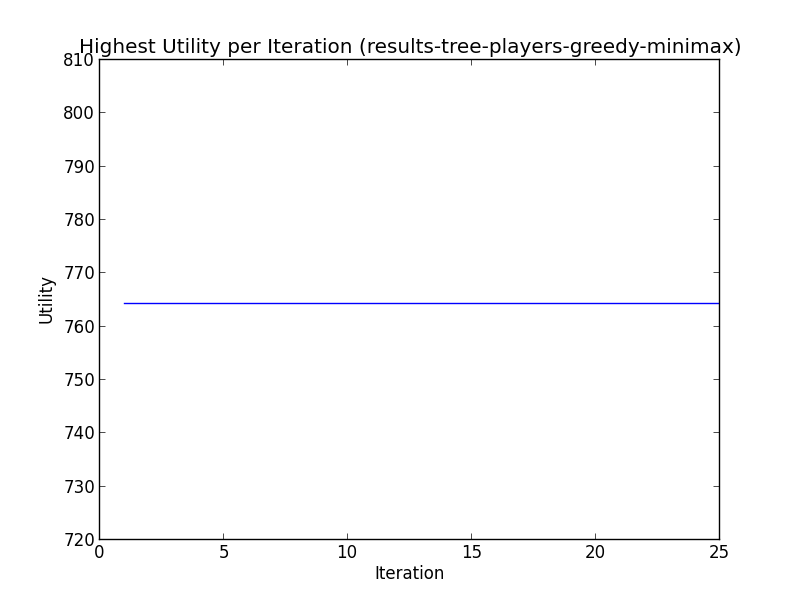 Highest Utility per Iteration (results-tree-players-greedy-minimax)
810
800
790
780
770
760
750
740
730
720
Utility
0 5 10 15 20 25
Iteration